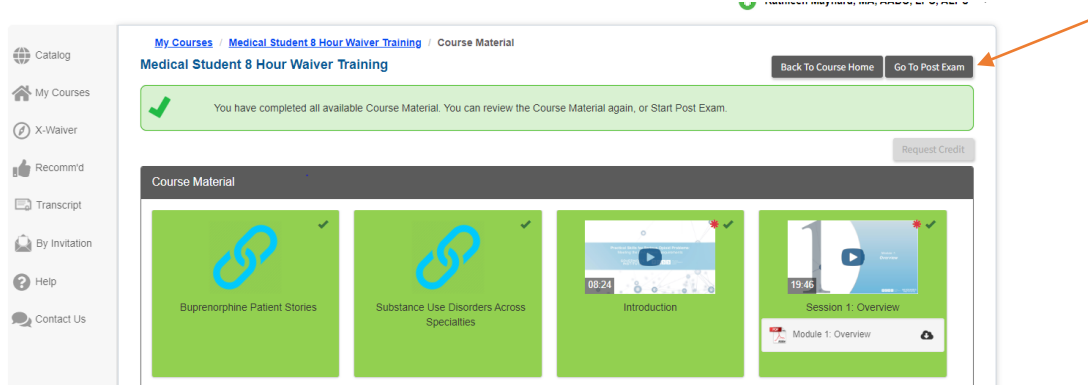 Catalog
My Courses
X-Waiver
Recomm'd
Transcript
By Invitation
Help
Contact Us
My Courses / Medical Student 8 Hour Waiver Training / Course Material
Medical Student 8 Hour Waiver Training
Back To Course Home
Go To Post Exam
You have completed all available Course Material. You can review the Course Material again, or Start Post Exam.
Request Credit
Course Material
Buprenorphine Patient Stories
Substance Use Disorders Across
Specialties
08:24
Introduction
1
Overview
19:46
Session 1: Overview
PDF
Module 1: Overview